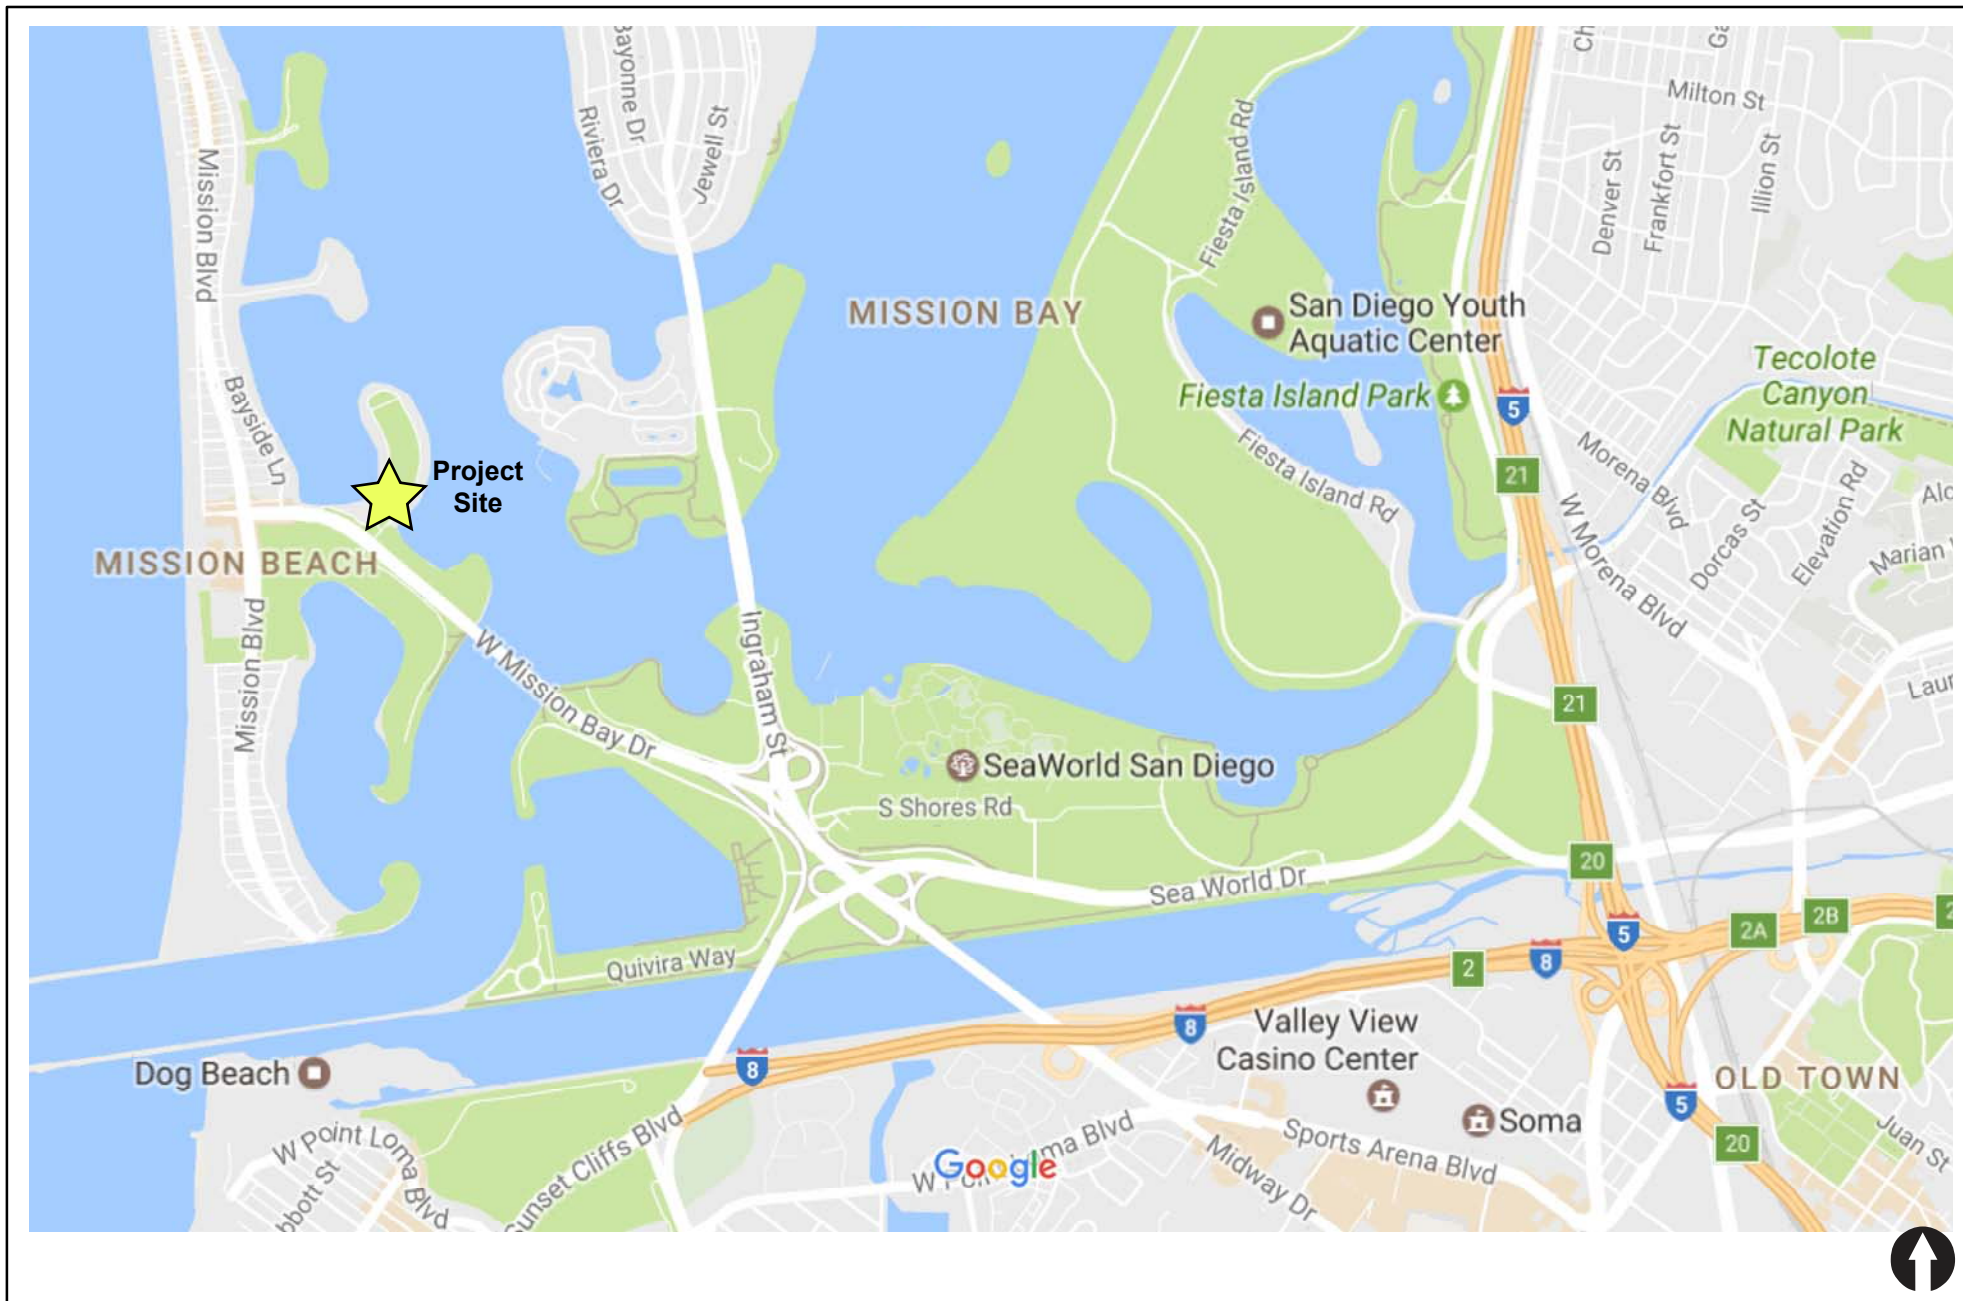 Bayonne Dr
Riviera Dr
Jewell St
Mission Blvd
Fiesta Island Rd
Milton St
Denver St
Frankfort St
Illion St
MISSION BAY
San Diego Youth
Aquatic Center
Fiesta Island Park
5
Tecolote
Canyon
Natural Park
Bayside Ln
Project
Site
Fiesta Island Rd
21
Morena Blvd
W Morena Blvd
Dorcas St
Elevation Rd
Marian
MISSION BEACH
Mission Blvd
W Mission Bay Dr
Ingraham St
21
SeaWorld San Diego
S Shores Rd
Sea World Dr
20
5
2A
2B
2
8
Quivira Way
8
Valley View
Casino Center
Dog Beach
8
OLD TOWN
5
Soma
20
Juan St
W Point Loma Blvd
Sunset Cliffs Blvd
Google
ma Blvd
Sports Arena Blvd
Midway Dr